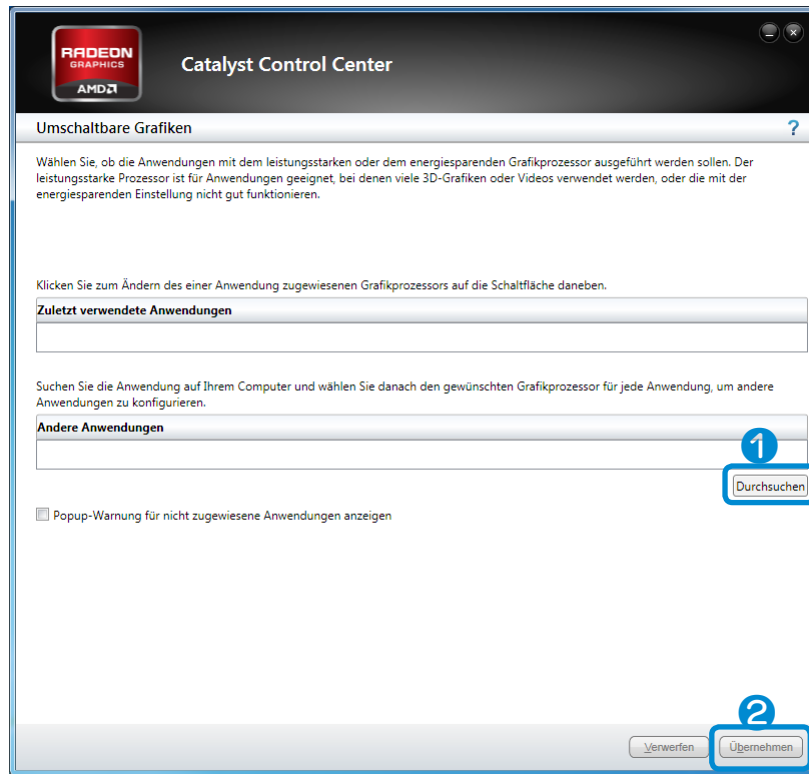 RADEON
GRAPHICS
AMD
Catalyst Control Center
Umschaltbare Grafiken
?
Wählen Sie, ob die Anwendungen mit dem leistungsstarken oder dem energiesparenden Grafikprozessor ausgeführt werden sollen. Der
leistungsstarke Prozessor ist für Anwendungen geeignet, bei denen viele 3D-Grafiken oder Videos verwendet werden, oder die mit der
energiesparenden Einstellung nicht gut funktionieren.
Klicken Sie zum Ändern des einer Anwendung zugewiesenen Grafikprozessors auf die Schaltfläche daneben.
Zuletzt verwendete Anwendungen
Suchen Sie die Anwendung auf Ihrem Computer und wählen Sie danach den gewünschten Grafikprozessor für jede Anwendung, um andere
Anwendungen zu konfigurieren.
Andere Anwendungen
1
Durchsuchen
Popup-Warnung für nicht zugewiesene Anwendungen anzeigen
2
Verwerfen
Übernehmen